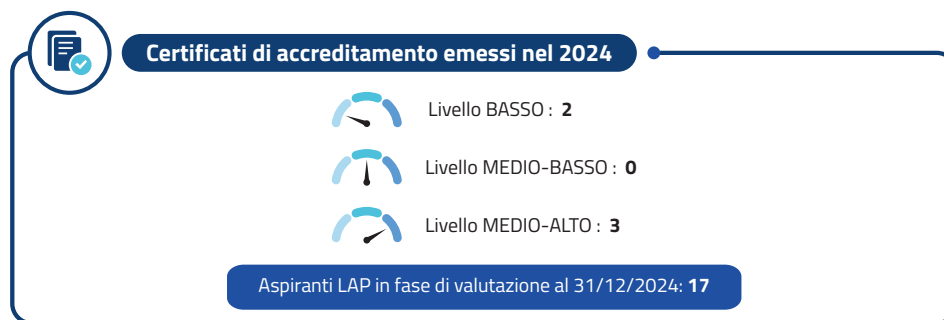 Certificati di accreditamento emessi nel 2024
Livello BASSO : 2
Livello MEDIO-BASSO : 0
Livello MEDIO-ALTO : 3
Aspiranti LAP in fase di valutazione al 31/12/2024: 17